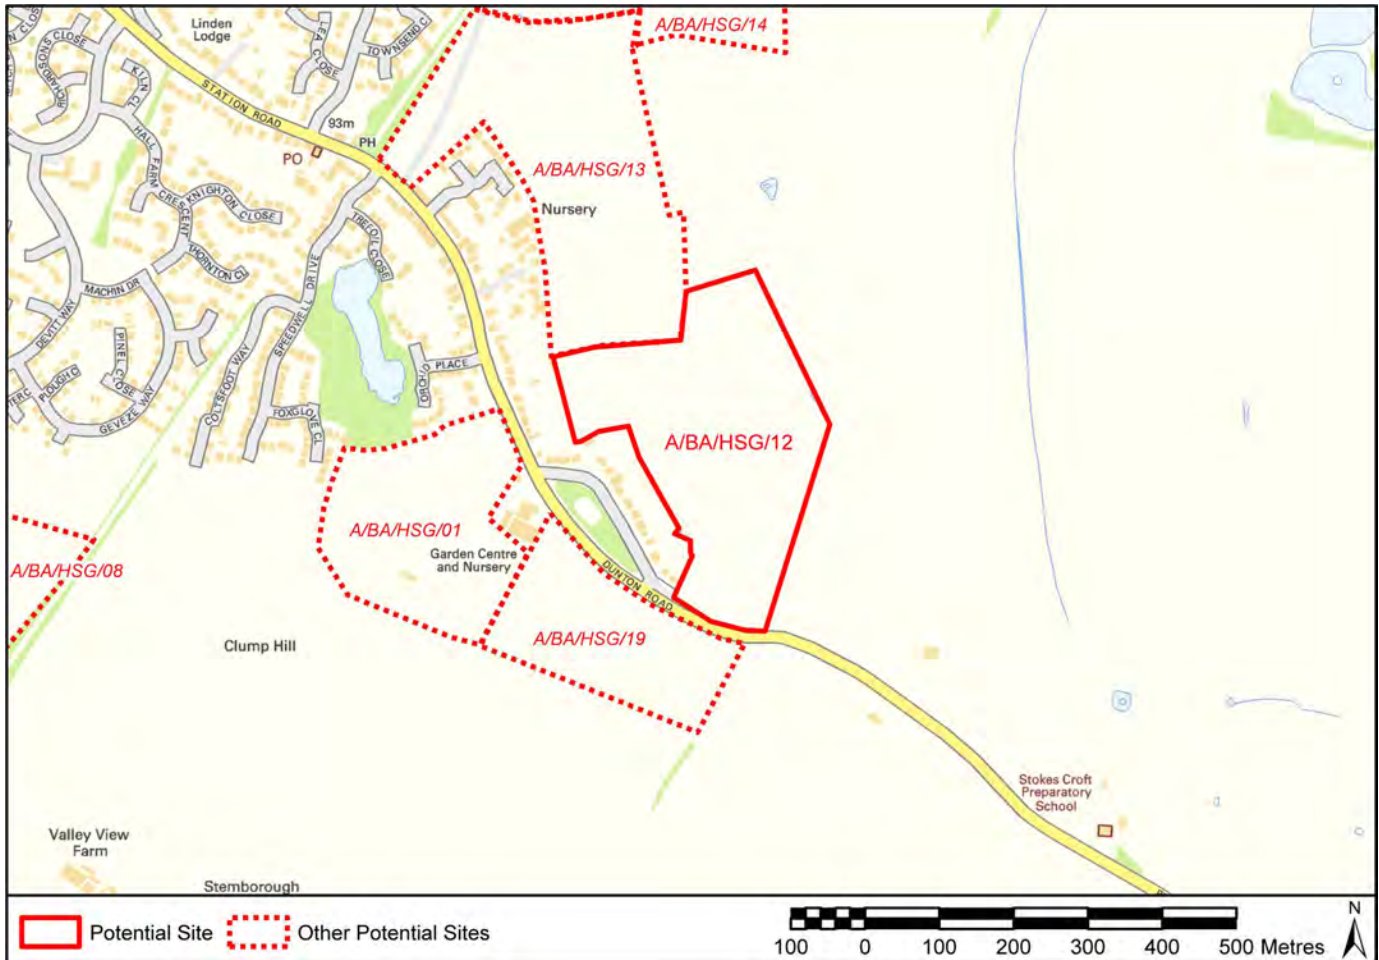 Linden
Lodge
A/BA/HSG/14
RICHARDSONS CLOSE
LEA CLOSE
TOWNSEND C
KILN CL
STATION ROAD
93m
PH
PO
HALL FARM CRESCENT
KNIGHTON CLOSE
A/BA/HSG/13
Nursery
TREFOIL CLOSE
THORNTON CL
MACHIN DR
SPEEDWELL DRIVE
DEVITT WAY
PINEL CLOSE
PLOUGH C
COLTSFOOT WAY
ORCHID
PLACE
GEVEZE WAY
FOXGLOVE CL
A/BA/HSG/12
A/BA/HSG/01
Garden Centre
and Nursery
A/BA/HSG/08
DUNTON ROAD
A/BA/HSG/19
Clump Hill
Stokes Croft
Preparatory
School
Valley View
Farm
Stemborough
Potential Site
Other Potential Sites
100 0 100 200 300 400 500 Metres
N